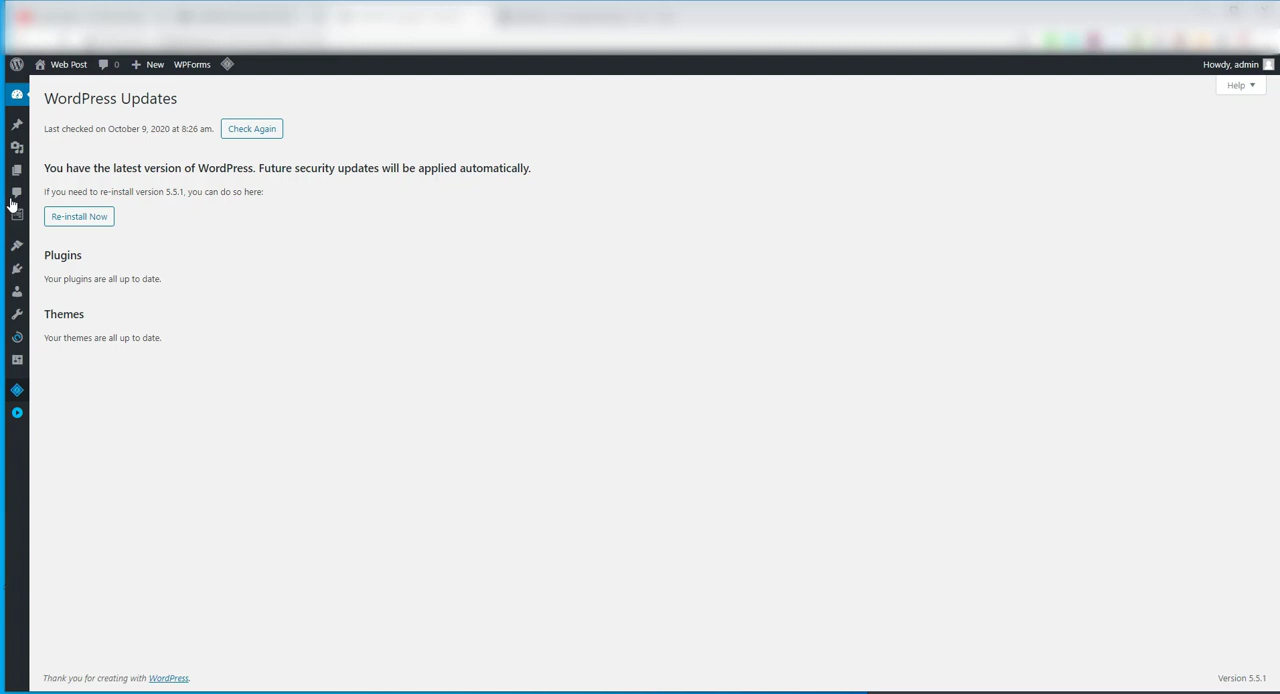 Web Post 0 New WPForms Howdy, admin
WordPress Updates
Help
Last checked on October 9, 2020 at 8:26 am. Check Again
You have the latest version of WordPress. Future security updates will be applied automatically.
If you need to re-install version 5.5.1, you can do so here:
Re-install Now
Plugins
Your plugins are all up to date.
Themes
Your themes are all up to date.
Thank you for creating with WordPress. Version 5.5.1